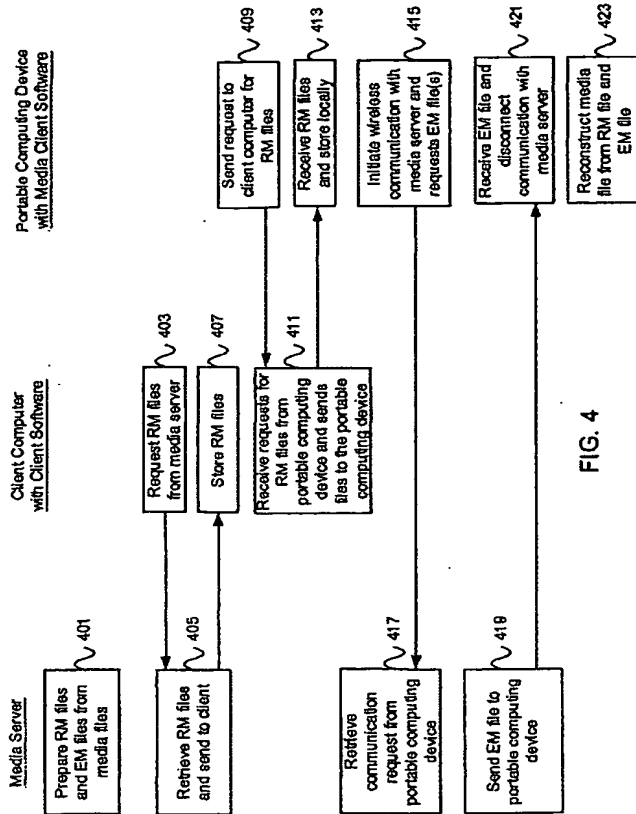 Media Server
Client Computer
with Client Software
Portable Computing Device
with Media Client Software
Prepare RM files
and EM files from
media files
401
Request RM files
from media server
403
Retrieve RM files
and send to client
405
Store RM files
407
Send request to
client computer for
RM files
409
Receive requests for
RM files from
portable computing
device and sends
files to the portable
computing device
411
Receive RM files
and store locally
413
Initiate wireless
communication with
media server and
requests EM file(s)
415
Retrieve
communication
request from
portable computing
device
417
Send EM file to
portable computing
device
419
Receive EM file and
disconnect
communication with
media server
421
Reconstruct media
file from RM file and
EM file
423
FIG. 4